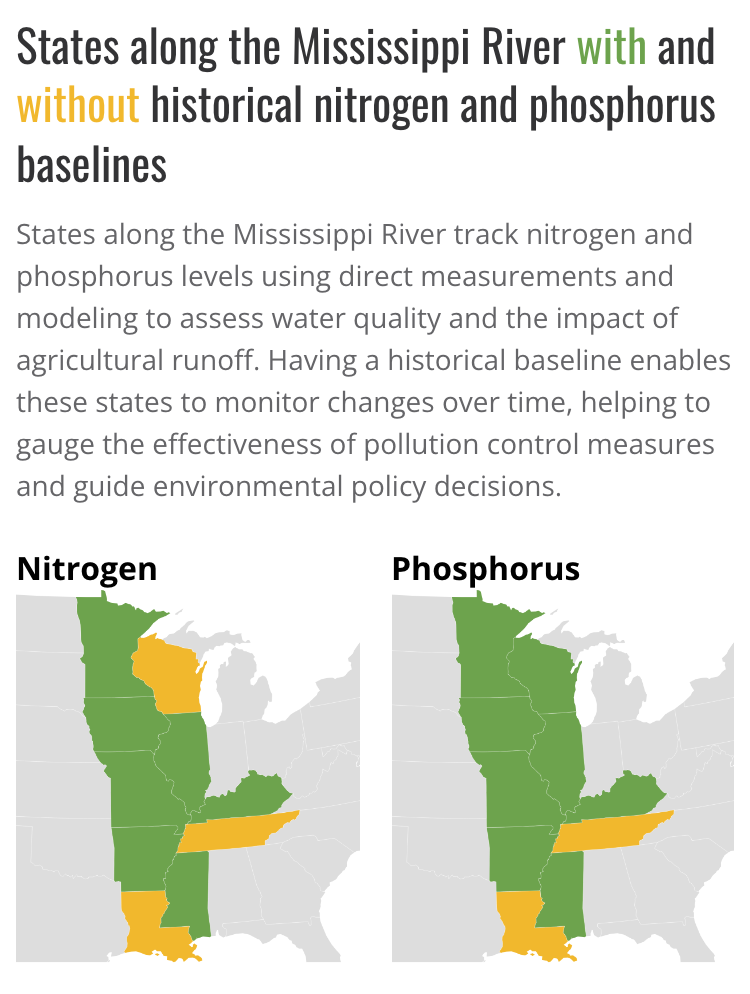 States along the Mississippi River with and
without historical nitrogen and phosphorus
baselines
States along the Mississippi River track nitrogen and
phosphorus levels using direct measurements and
modeling to assess water quality and the impact of
agricultural runoff. Having a historical baseline enables
these states to monitor changes over time, helping to
gauge the effectiveness of pollution control measures
and guide environmental policy decisions.
Nitrogen
Phosphorus